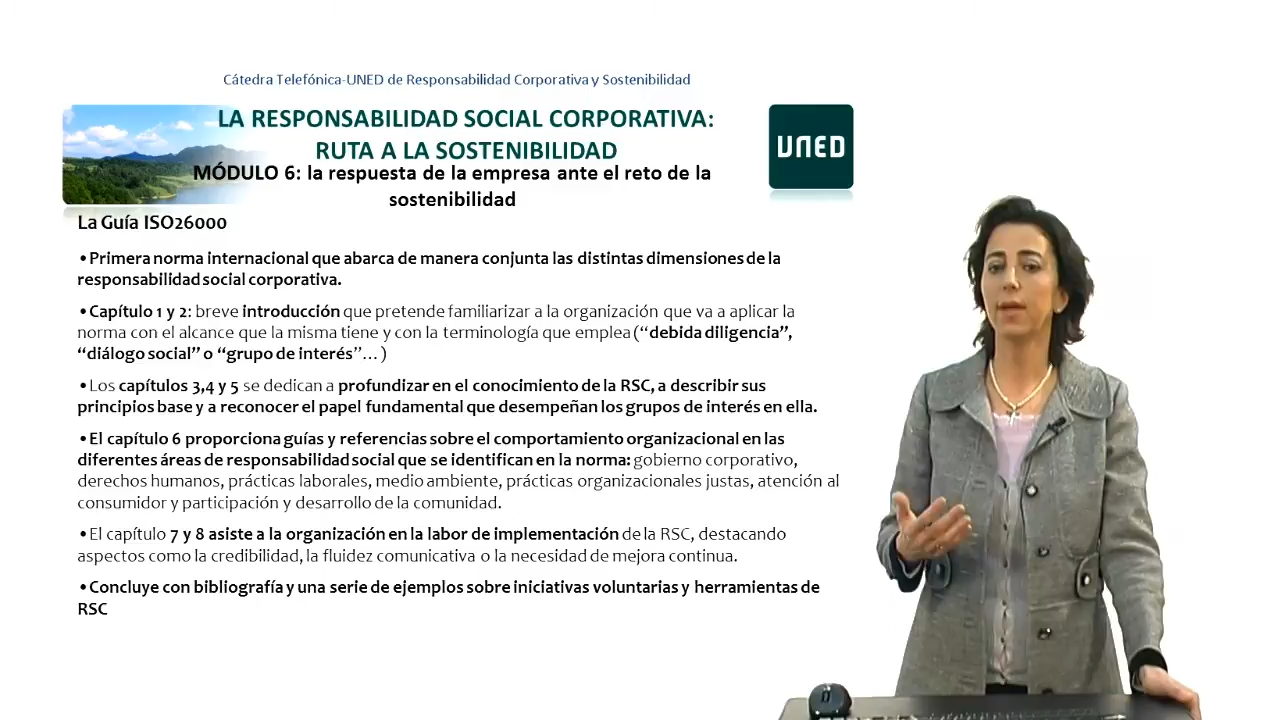 Cátedra Telefónica-UNED de Responsabilidad Corporativa y Sostenibilidad
LA RESPONSABILIDAD SOCIAL CORPORATIVA:
RUTA A LA SOSTENIBILIDAD
UNED
MÓDULO 6: la respuesta de la empresa ante el reto de la
sostenibilidad
La Guía ISO26000
•Primera norma internacional que abarca de manera conjunta las distintas dimensiones de la
responsabilidad social corporativa.
•Capítulo 1 y 2: breve introducción que pretende familiarizar a la organización que va a aplicar la
norma con el alcance que la misma tiene y con la terminología que emplea (“debida diligencia”,
“diálogo social” o “grupo de interés”…)
•Los capítulos 3,4 y 5 se dedican a profundizar en el conocimiento de la RSC, a describir sus
principios base y a reconocer el papel fundamental que desempeñan los grupos de interés en ella.
•El capítulo 6 proporciona guías y referencias sobre el comportamiento organizacional en las
diferentes áreas de responsabilidad social que se identifican en la norma: gobierno corporativo,
derechos humanos, prácticas laborales, medio ambiente, prácticas organizacionales justas, atención al
consumidor y participación y desarrollo de la comunidad.
•El capítulo 7 y 8 asiste a la organización en la labor de implementación de la RSC, destacando
aspectos como la credibilidad, la fluidez comunicativa o la necesidad de mejora continua.
•Concluye con bibliografía y una serie de ejemplos sobre iniciativas voluntarias y herramientas de
RSC